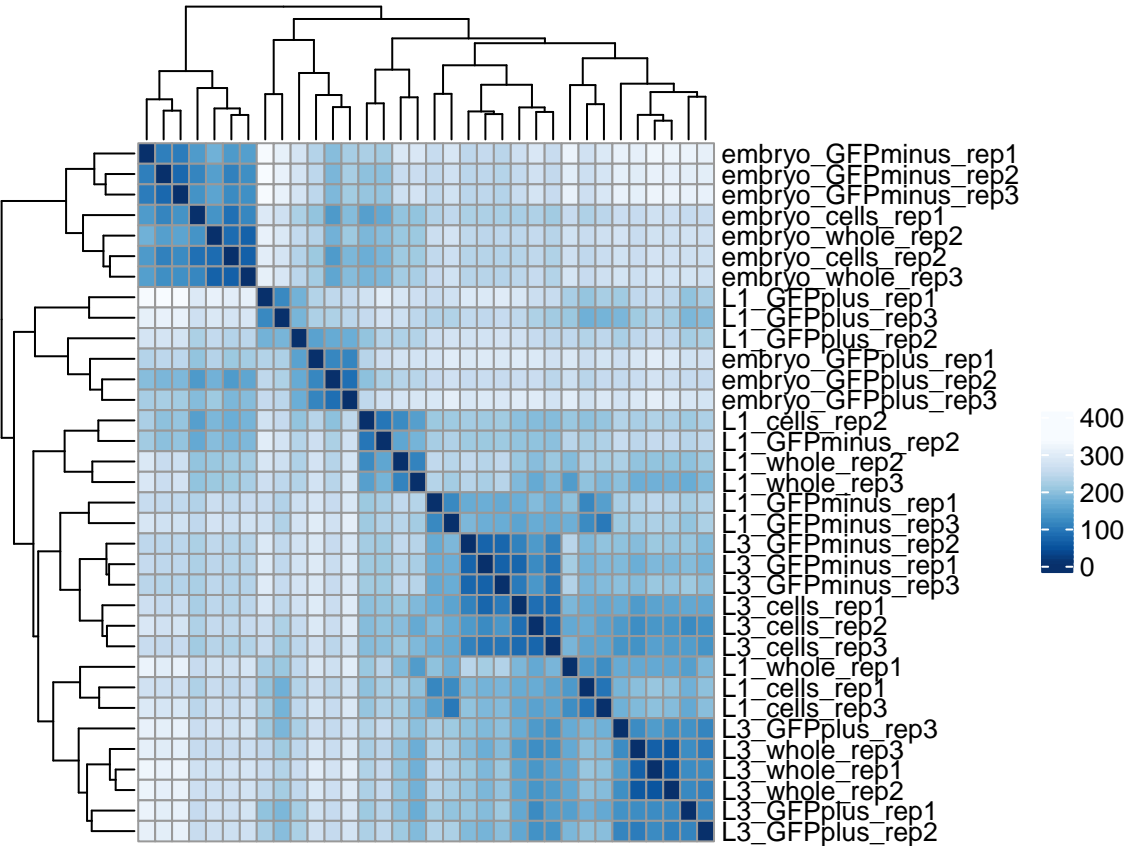 embryo_GFPminus_rep1
embryo_GFPminus_rep2
embryo_GFPminus_rep3
embryo_cells_rep1
embryo_whole_rep2
embryo_cells_rep2
embryo_whole_rep3
L1_GFPplus_rep1
L1_GFPplus_rep3
L1_GFPplus_rep2
embryo_GFPplus_rep1
embryo_GFPplus_rep2
embryo_GFPplus_rep3
L1_cells_rep2
L1_GFPminus_rep2
L1_whole_rep2
L1_whole_rep3
L1_GFPminus_rep1
L1_GFPminus_rep3
L3_GFPminus_rep2
L3_GFPminus_rep1
L3_GFPminus_rep3
L3_cells_rep1
L3_cells_rep2
L3_cells_rep3
L1_whole_rep1
L1_cells_rep1
L1_cells_rep3
L3_GFPplus_rep3
L3_whole_rep3
L3_whole_rep1
L3_whole_rep2
L3_GFPplus_rep1
L3_GFPplus_rep2
400
300
200
100
0